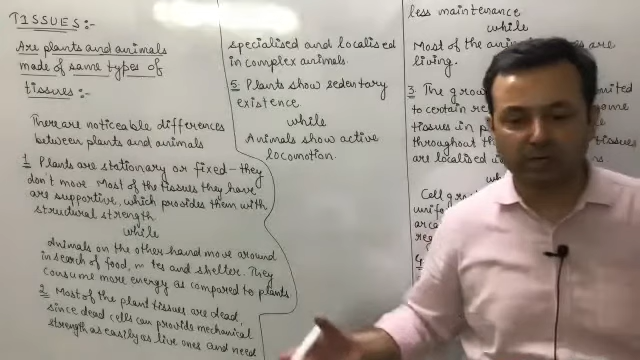 TISSUES:-
Are plants and animals
made of same types of
tissues:-
There are noticeable differences
between plants and animals
1 Plants are stationary or fixed - they
don't move Most of the tissues they have
are supportive, which provides them with
structural strength
while
Animals on the other hand move around
in search of food, and shelter. They
consume more energy as compared to plants
2 Most of the plant tissues are dead,
since dead cells can provide mechanical
strength as easily as live ones and need
specialised and localised
in complex animals.
5 Plants show sedentary
existence.
while
Animals show active
locomotion.
less maintenance
while
Most of the are
living.
3. The
to certain
tissues in
throughout tissues
are localised
Cell